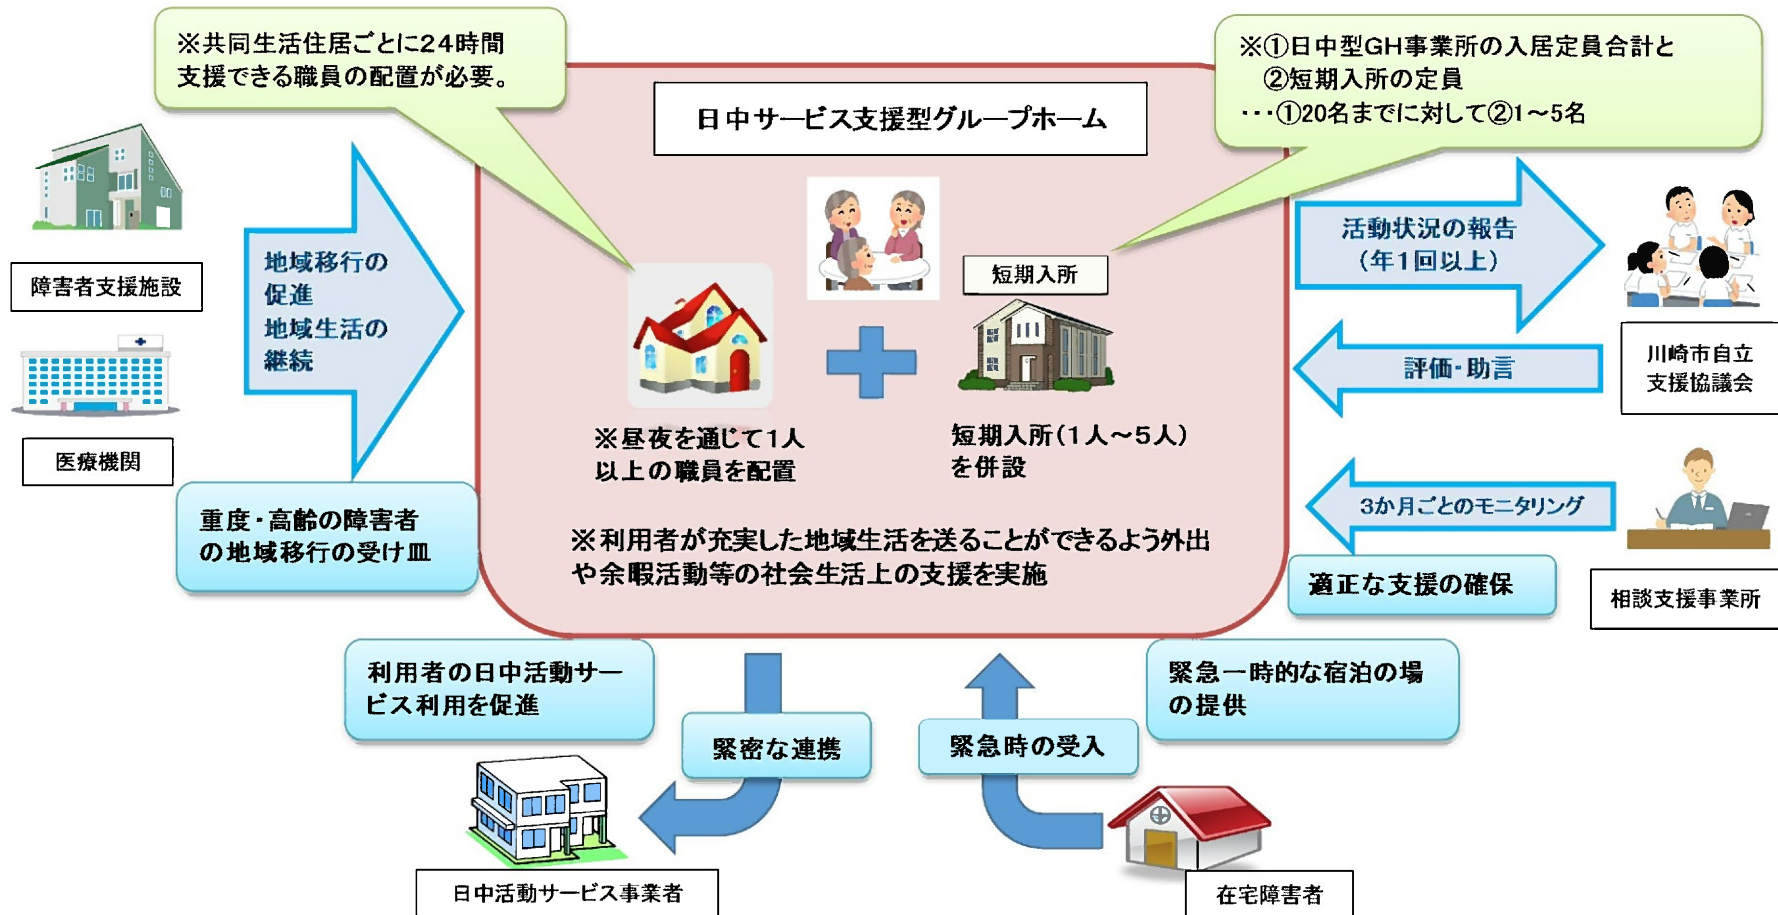 ※共同生活住居ごとに24時間
支援できる職員の配置が必要。
※①日中型GH事業所の入居定員合計と
②短期入所の定員
・・・①20名までに対して②1～5名
日中サービス支援型グループホーム
障害者支援施設
医療機関
地域移行の
促進
地域生活の
継続
重度・高齢の障害者
の地域移行の受け皿
短期入所
※昼夜を通じて1人
以上の職員を配置
短期入所(1人～5人)
を併設
※利用者が充実した地域生活を送ることができるよう外出
や余暇活動等の社会生活上の支援を実施
活動状況の報告
(年1回以上)
評価・助言
川崎市自立
支援協議会
3か月ごとのモニタリング
適正な支援の確保
相談支援事業所
利用者の日中活動サー
ビス利用を促進
緊密な連携
日中活動サービス事業者
緊急時の受入
緊急一時的な宿泊の場
の提供
在宅障害者